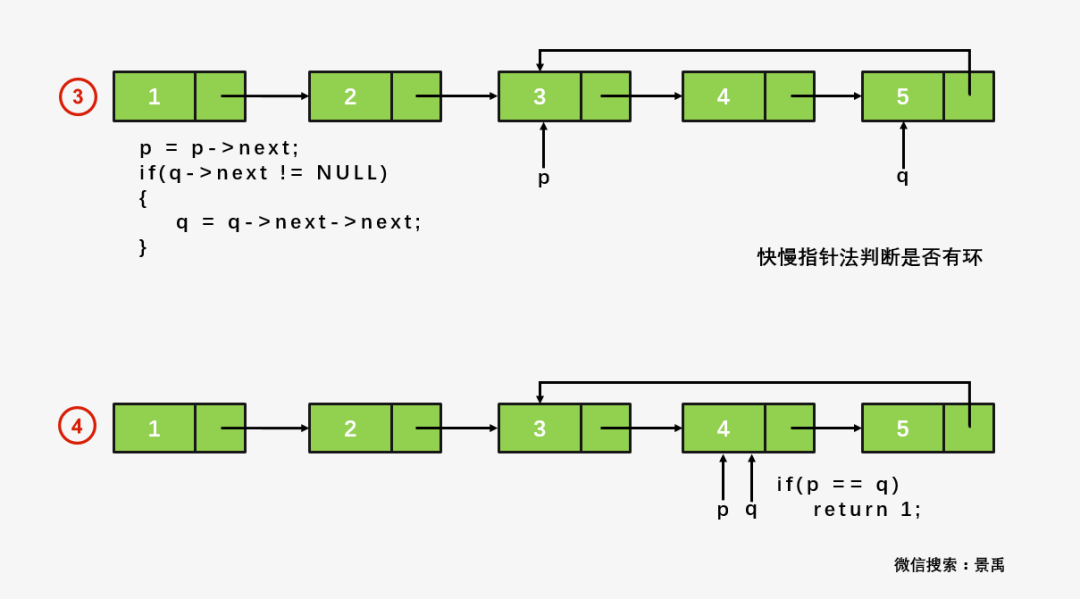 ③ 1 2 3 4 5
p = p->next;
if(q->next != NULL)
{
q = q->next->next;
}
p
q
快慢指针法判断是否有环
④ 1 2 3 4 5
p q
if(p == q)
return 1;
微信搜索：景禹